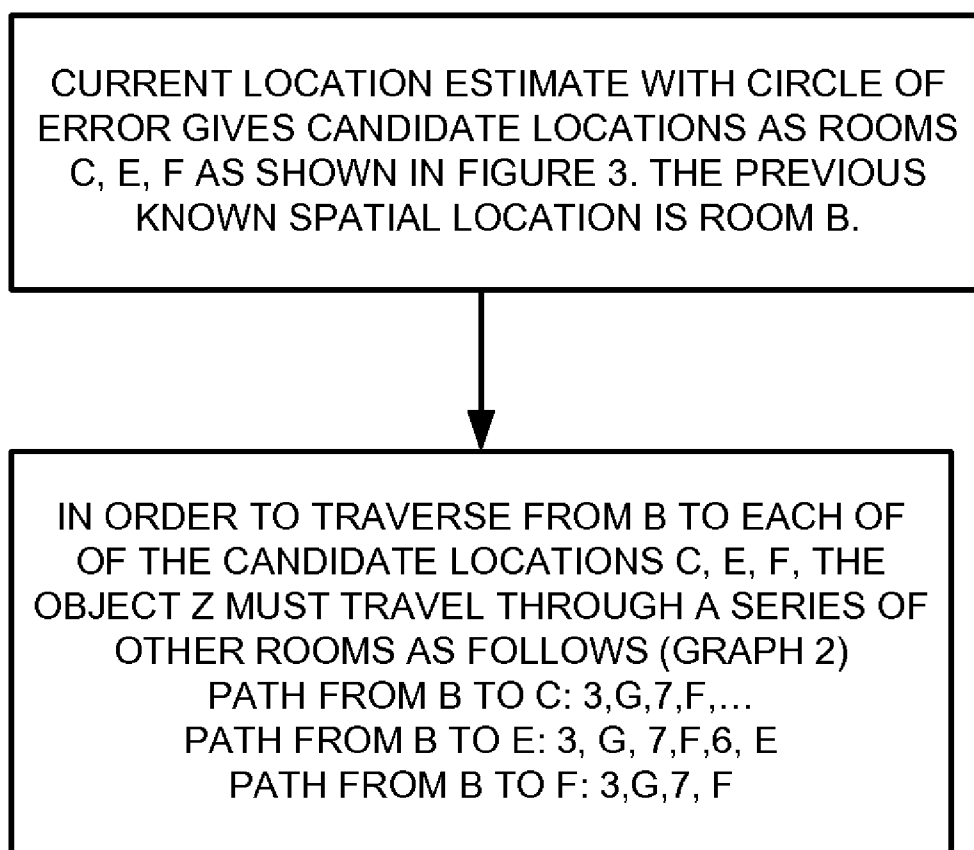 CURRENT LOCATION ESTIMATE WITH CIRCLE OF
ERROR GIVES CANDIDATE LOCATIONS AS ROOMS
C, E, F AS SHOWN IN FIGURE 3. THE PREVIOUS
KNOWN SPATIAL LOCATION IS ROOM B.
IN ORDER TO TRAVERSE FROM B TO EACH OF
OF THE CANDIDATE LOCATIONS C, E, F, THE
OBJECT Z MUST TRAVEL THROUGH A SERIES OF
OTHER ROOMS AS FOLLOWS (GRAPH 2)
PATH FROM B TO C: 3,G,7,F,...
PATH FROM B TO E: 3, G, 7,F,6, E
PATH FROM B TO F: 3,G,7, F